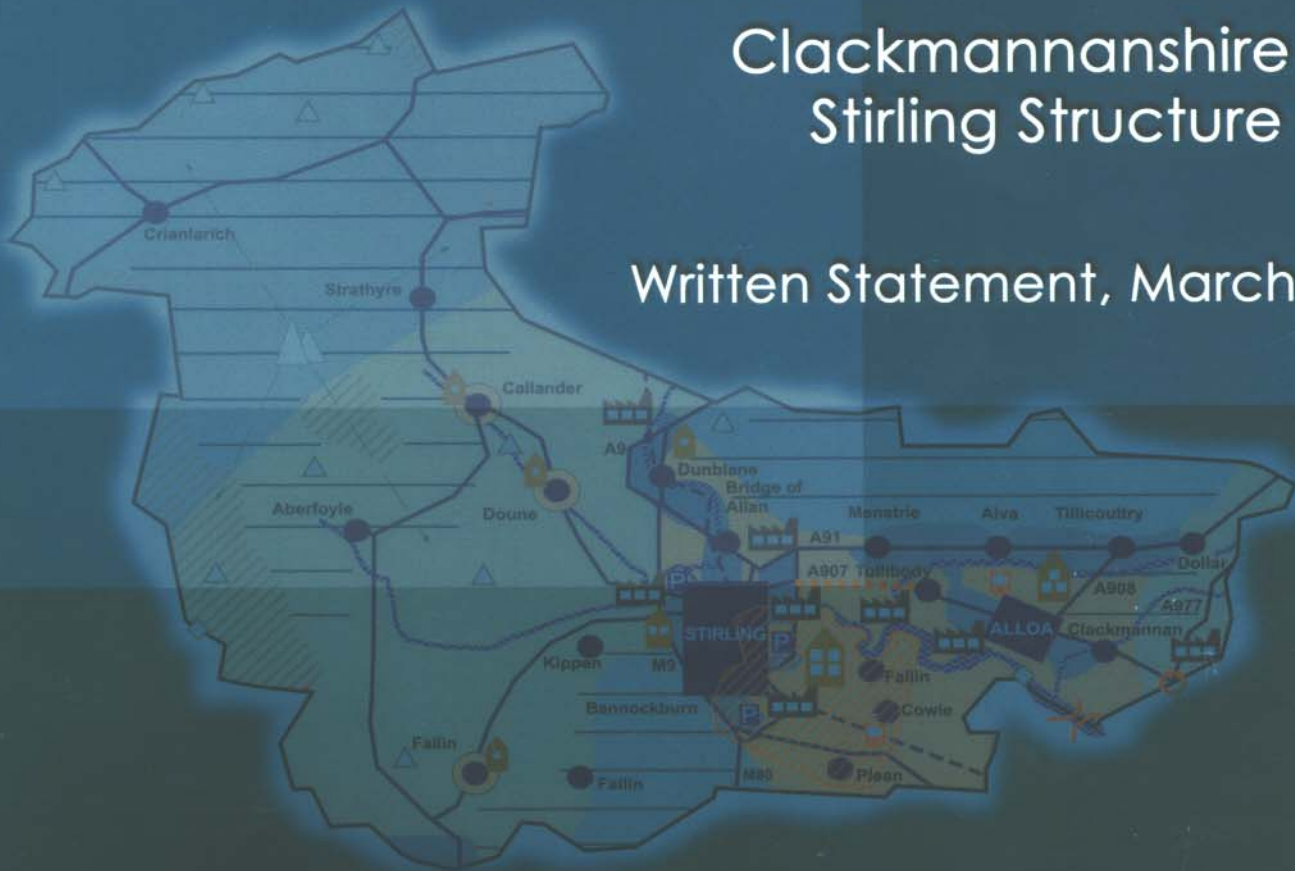 Clackmannanshire
Stirling Structure
Written Statement, March
Crianlarich
Strathyre
Callander
A9
Dunblane
Bridge of
Allan
Aberfoyle
Doune
Menstrie
Alva
Tillicoultry
A91
A907
Tullibody
Dollar
A908
A977
P
STIRLING
ALLOA
Clackmannan
P
Kippen
M9
Fallin
Bannockburn
P
Cowie
Fallin
Fallin
M80
Plean